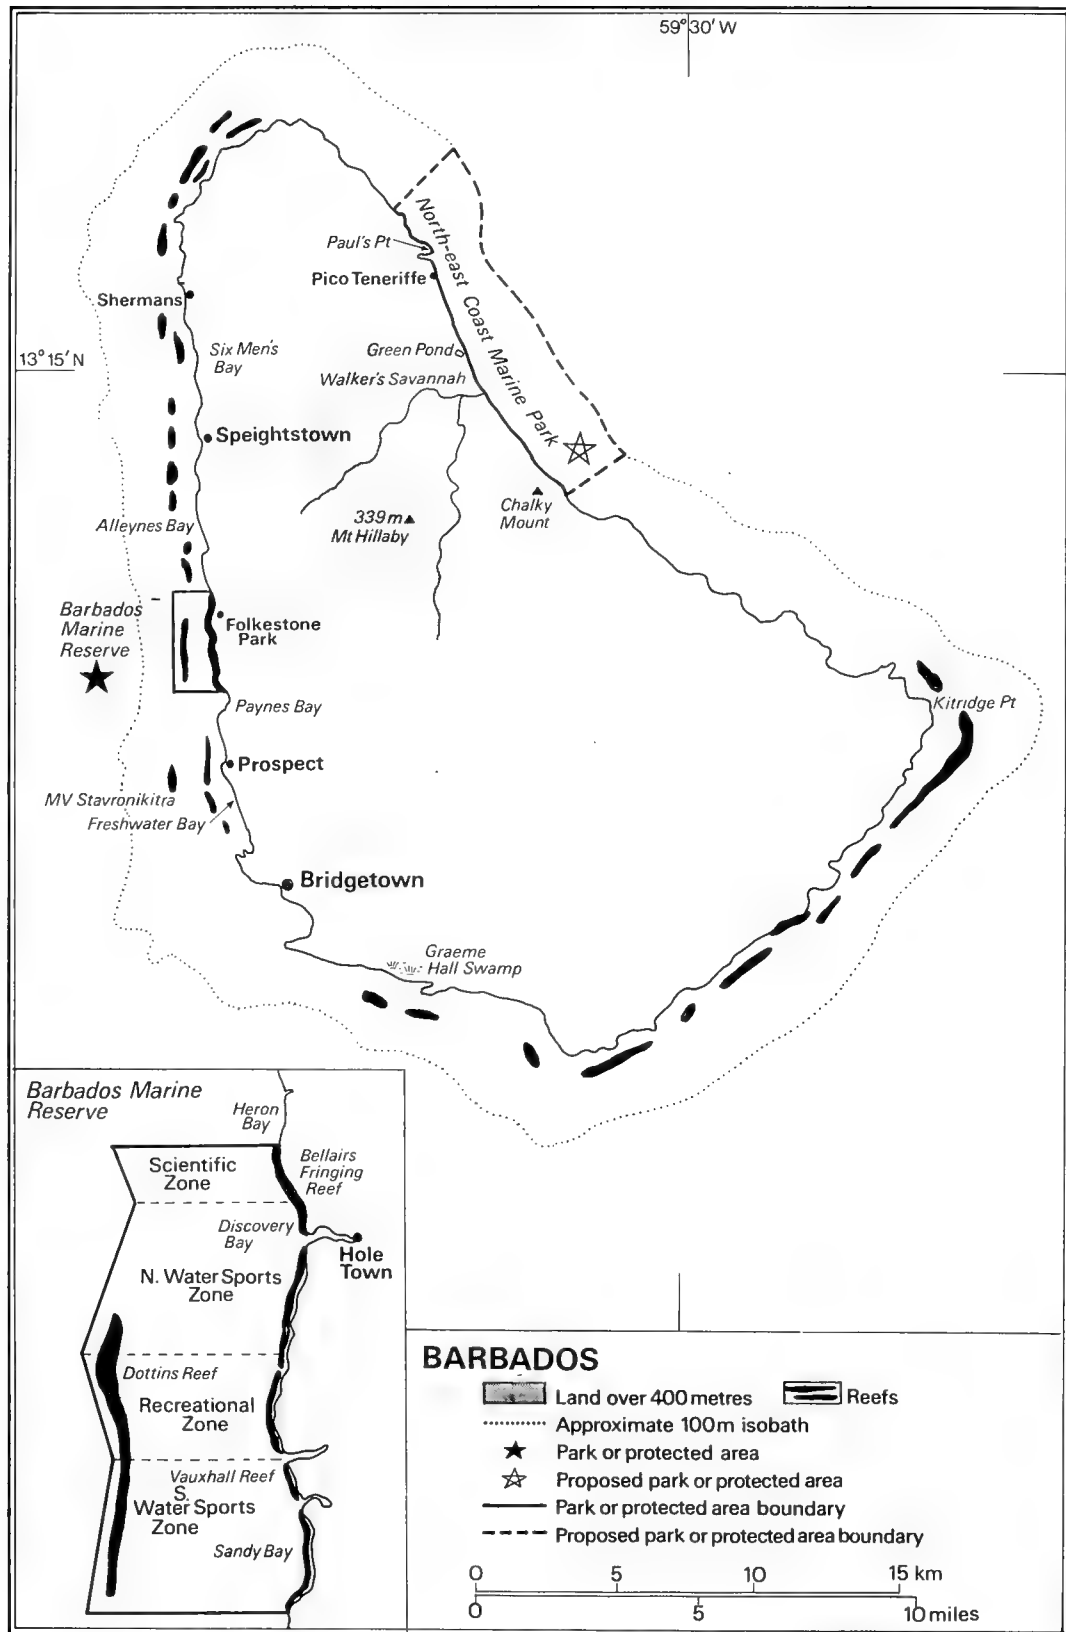 59°30′W
North-east Coast Marine Park
Paul's Pt
Pico Teneriffe
Shermans
13°15′N
Six Men's
Bay
Green Pond
Walker's Savannah
Speightstown
Chalky
Mount
339m
Mt Hillaby
Alleynes Bay
Barbados
Marine
Reserve
Folkestone
Park
Paynes Bay
Kitridge Pt
Prospect
MV Stavronikitra
Freshwater Bay
Bridgetown
Graeme
Hall Swamp
Barbados Marine
Reserve
Heron
Bay
Scientific
Zone
Bellairs
Fringing
Reef
Discovery
Bay
Hole
Town
N. Water Sports
Zone
Dottins Reef
Recreational
Zone
Vauxhall Reef
S.
Water Sports
Zone
Sandy Bay
BARBADOS
Land over 400 metres
Reefs
Approximate 100m isobath
Park or protected area
Proposed park or protected area
Park or protected area boundary
Proposed park or protected area boundary
0 5 10 15 km
0 5 10 miles